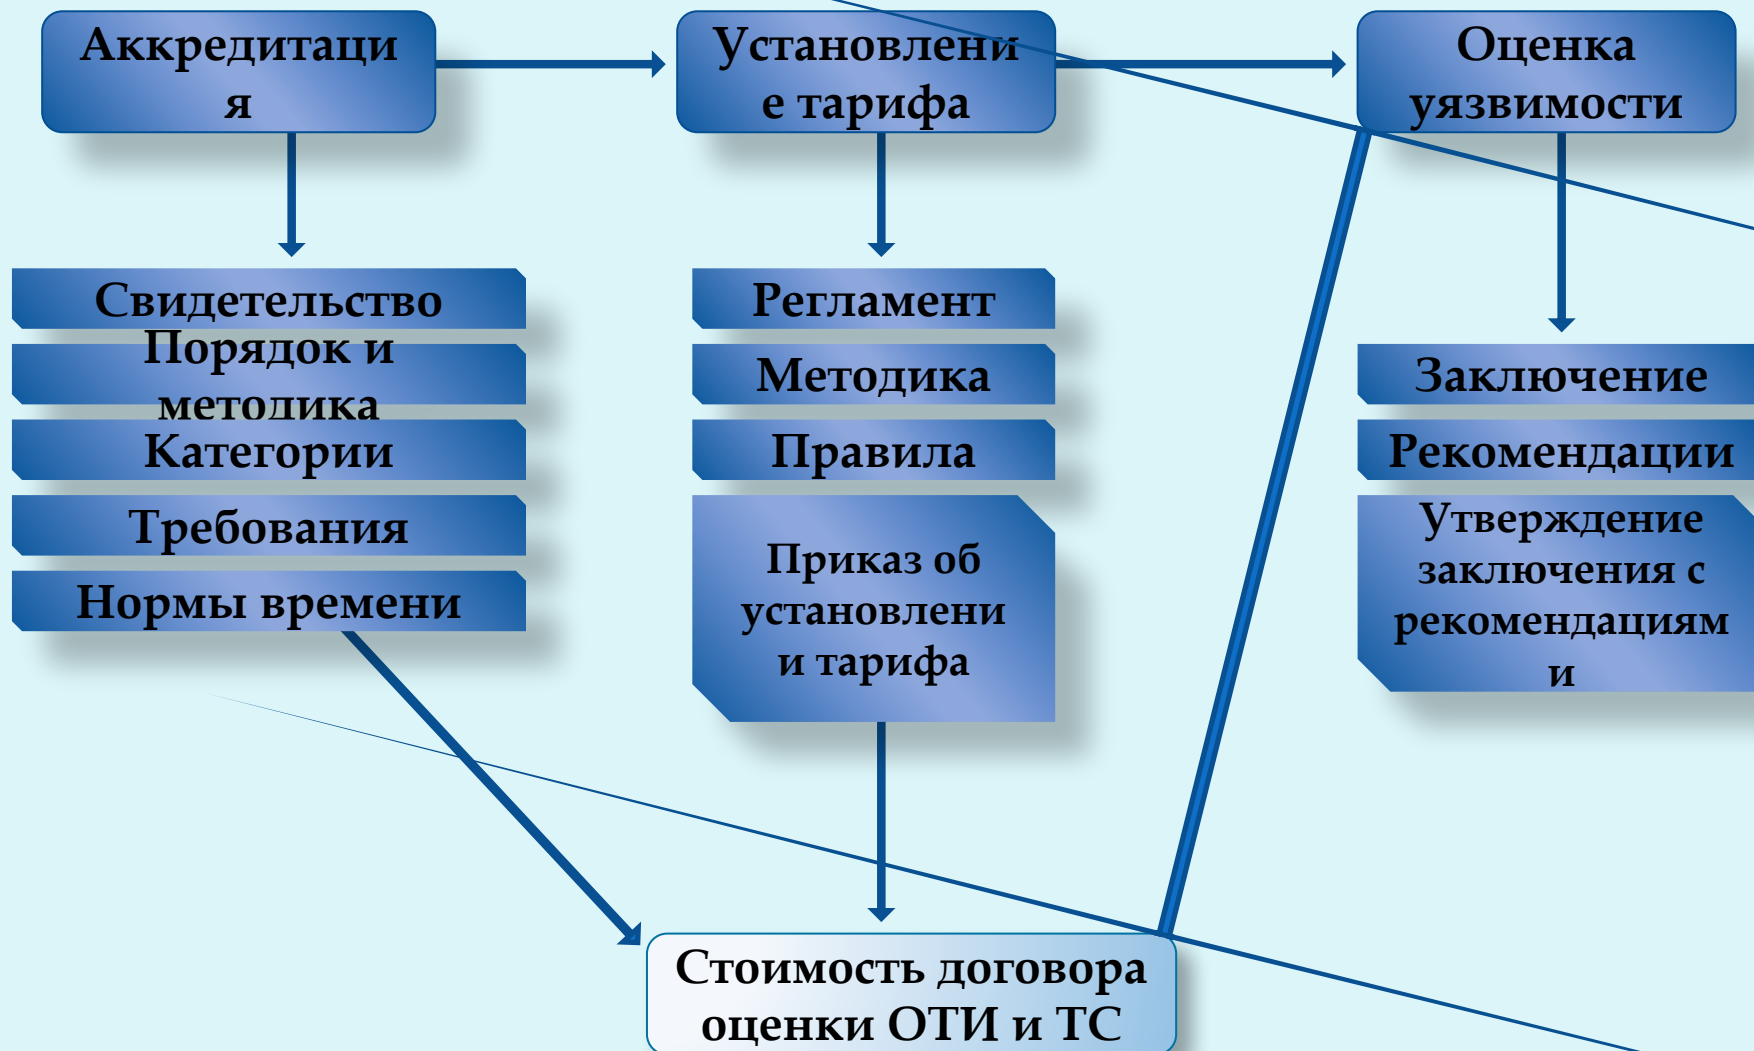 Аккредитаци
я
Установлени
е тарифа
Оценка
уязвимости
Свидетельство
Порядок и
методика
Категории
Требования
Нормы времени
Регламент
Методика
Правила
Приказ об
установлени
и тарифа
Заключение
Рекомендации
Утверждение
заключения с
рекомендациям
и
Стоимость договора
оценки ОТИ и ТС